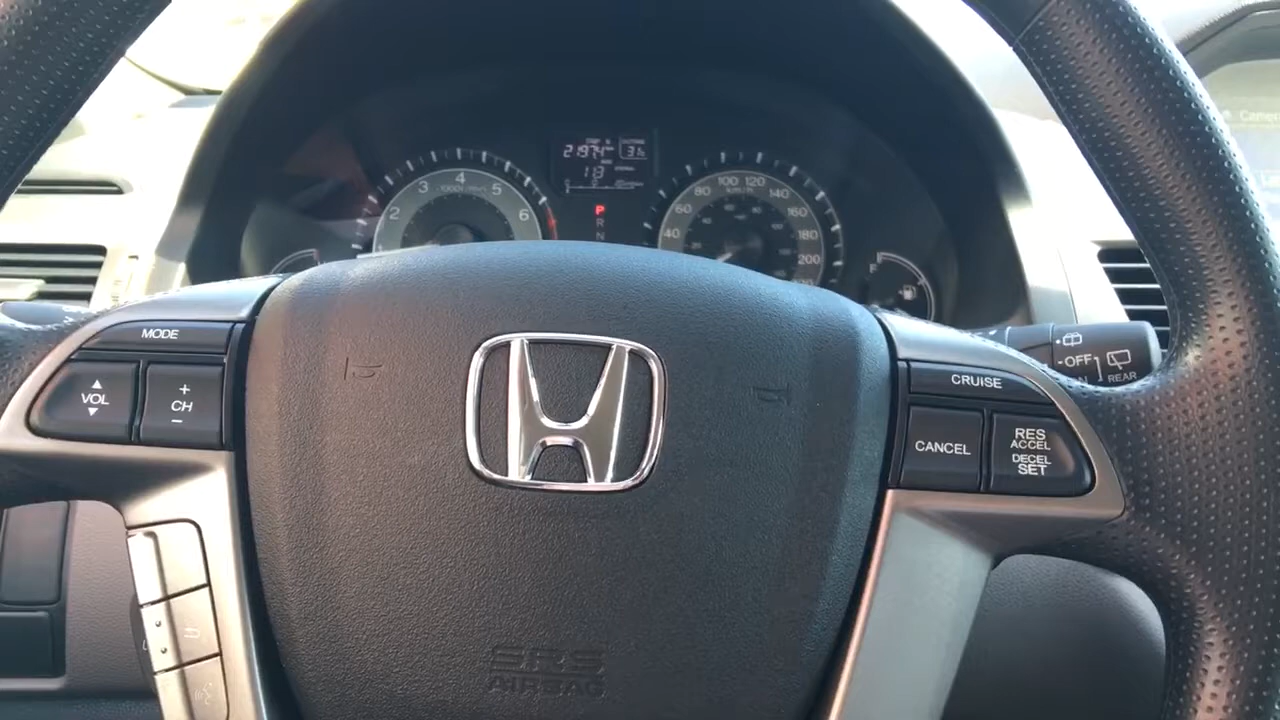 3
4
5
2
6
80
100
120
140
60
160
40
180
200
km/h
P
R
N
F
MODE
VOL
+
CH
-
CRUISE
CANCEL
RES
ACCEL
DECEL
SET
OFF
REAR
SRS
AIRBAG